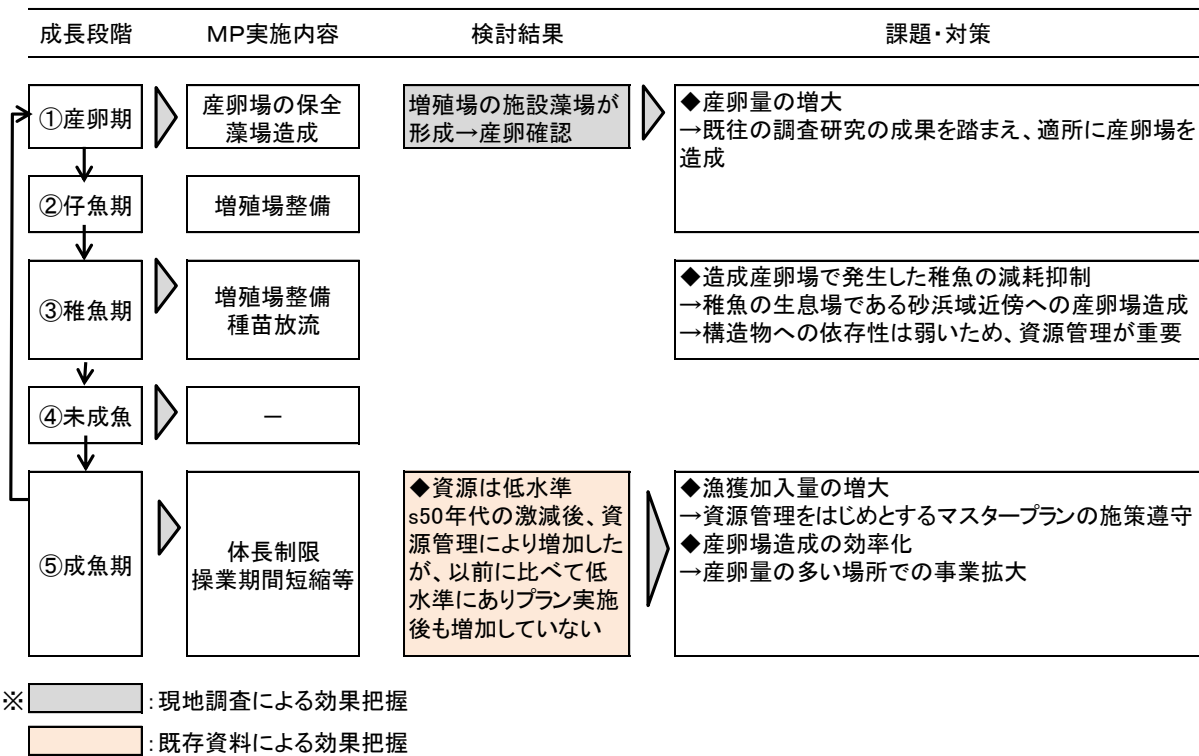 成長段階 MP実施内容 検討結果 課題・対策
①産卵期
産卵場の保全
藻場造成
増殖場の施設藻場が
形成→産卵確認
◆産卵量の増大
→既往の調査研究の成果を踏まえ、適所に産卵場を
造成
②仔魚期
増殖場整備
③稚魚期
増殖場整備
種苗放流
◆造成産卵場で発生した稚魚の減耗抑制
→稚魚の生息場である砂浜域近傍への産卵場造成
→構造物への依存性は弱いため、資源管理が重要
④未成魚
－
⑤成魚期
体長制限
操業期間短縮等
◆資源は低水準
s50年代の激減後、資
源管理により増加した
が、以前に比べて低
水準にありプラン実施
後も増加していない
◆漁獲加入量の増大
→資源管理をはじめとするマスタープランの施策遵守
◆産卵場造成の効率化
→産卵量の多い場所での事業拡大
※ ：現地調査による効果把握
：既存資料による効果把握